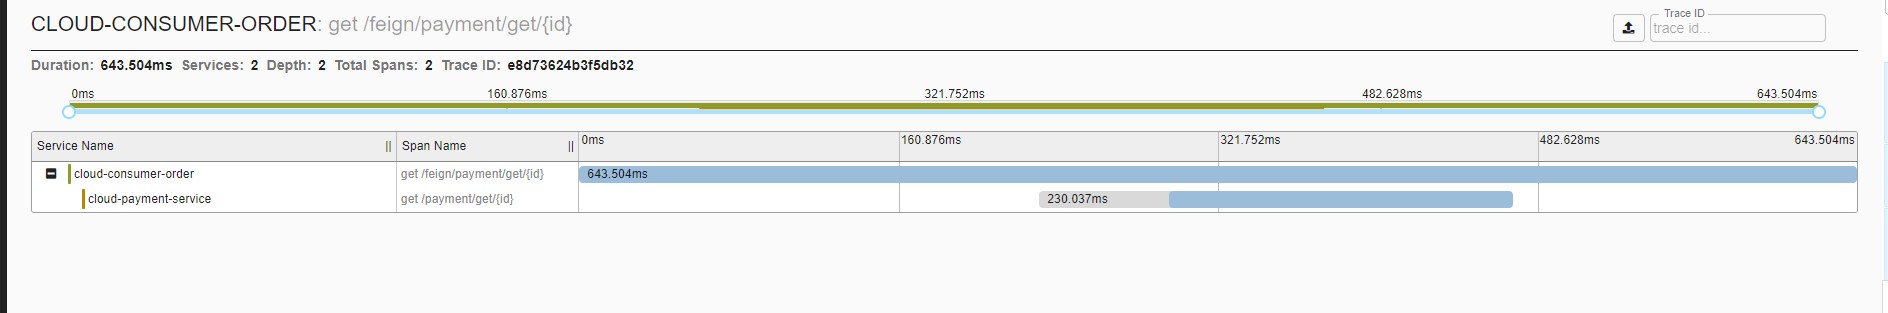 CLOUD-CONSUMER-ORDER: get /feign/payment/get/{id}
Trace ID
trace id...
Duration: 643.504ms Services: 2 Depth: 2 Total Spans: 2 Trace ID: e8d73624b3f5db32
0ms 160.876ms 321.752ms 482.628ms 643.504ms
Service Name || Span Name || 0ms 160.876ms 321.752ms 482.628ms 643.504ms
cloud-consumer-order get /feign/payment/get/{id} 643.504ms
cloud-payment-service get /payment/get/{id} 230.037ms